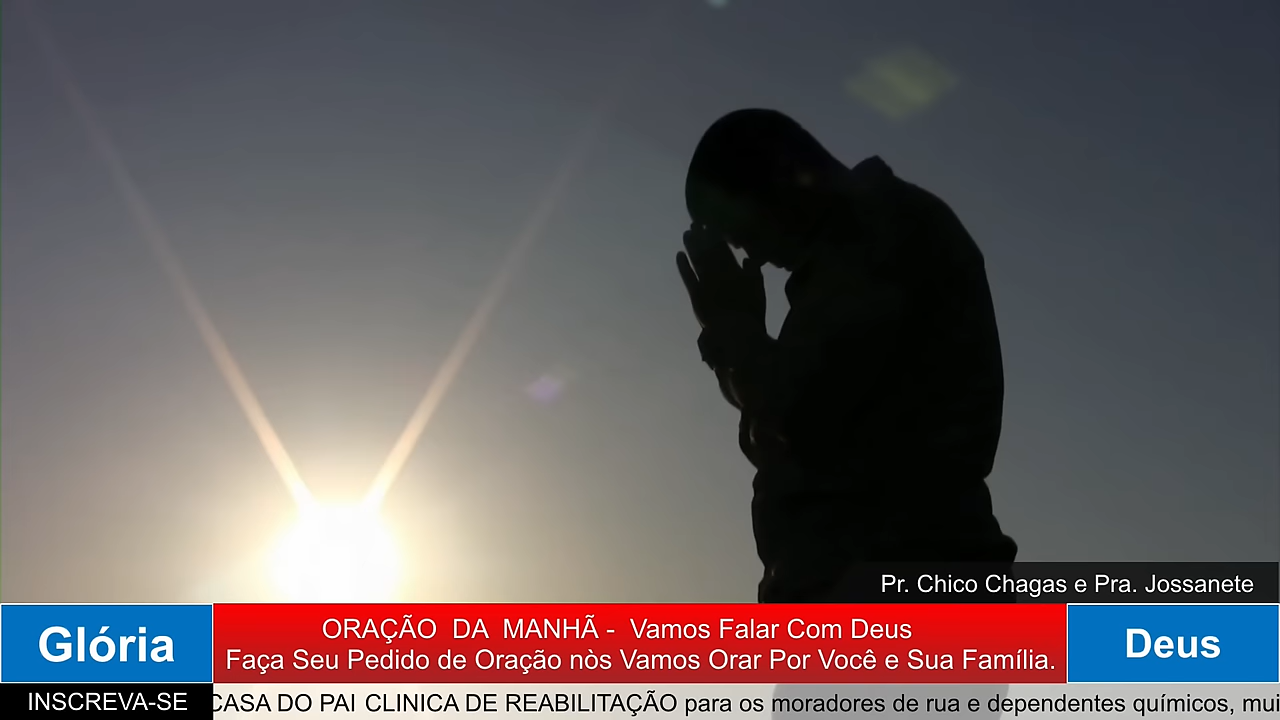 Pr. Chico Chagas e Pra. Jossanete
Glória
ORAÇÃO DA MANHÃ - Vamos Falar Com Deus
Faça Seu Pedido de Oração nòs Vamos Orar Por Você e Sua Família.
Deus
INSCREVA-SE
CASA DO PAI CLINICA DE REABILITAÇÃO para os moradores de rua e dependentes químicos, mui